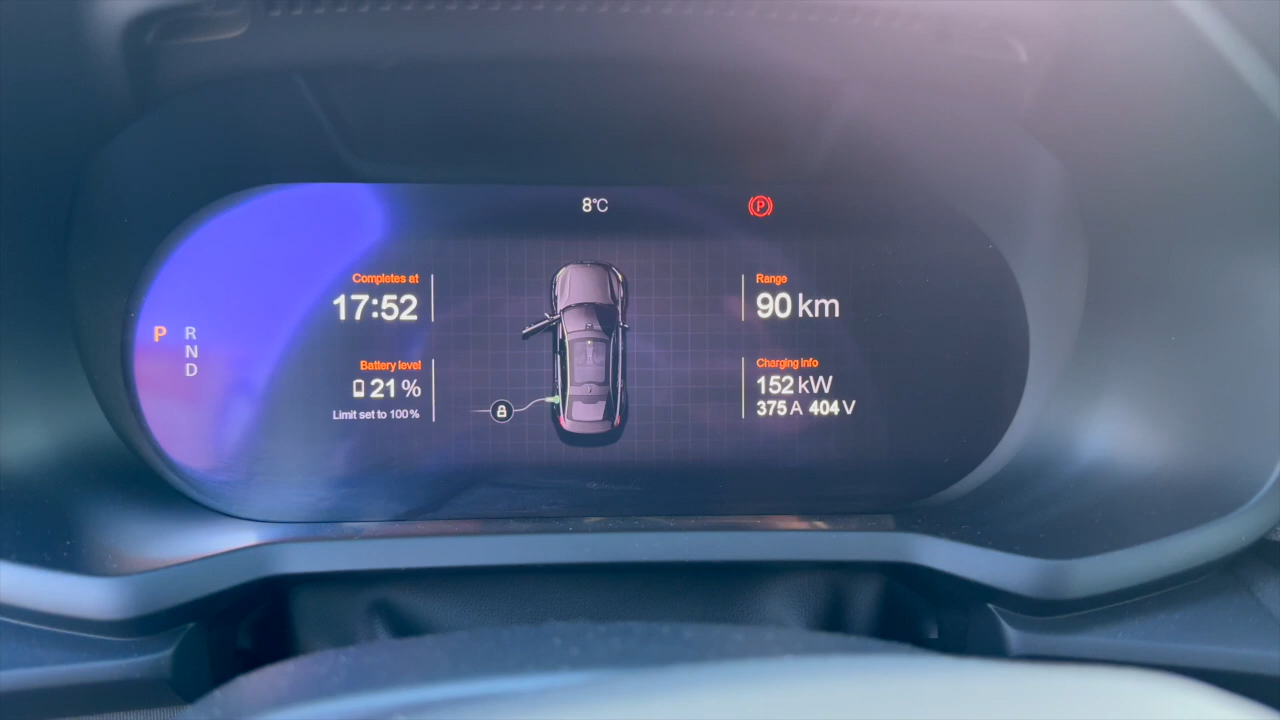 8°C
P
Completes at
17:52
Range
90 km
P R
N
D
Battery level
21 %
Limit set to 100 %
Charging info
152 kW
375 A 404 V